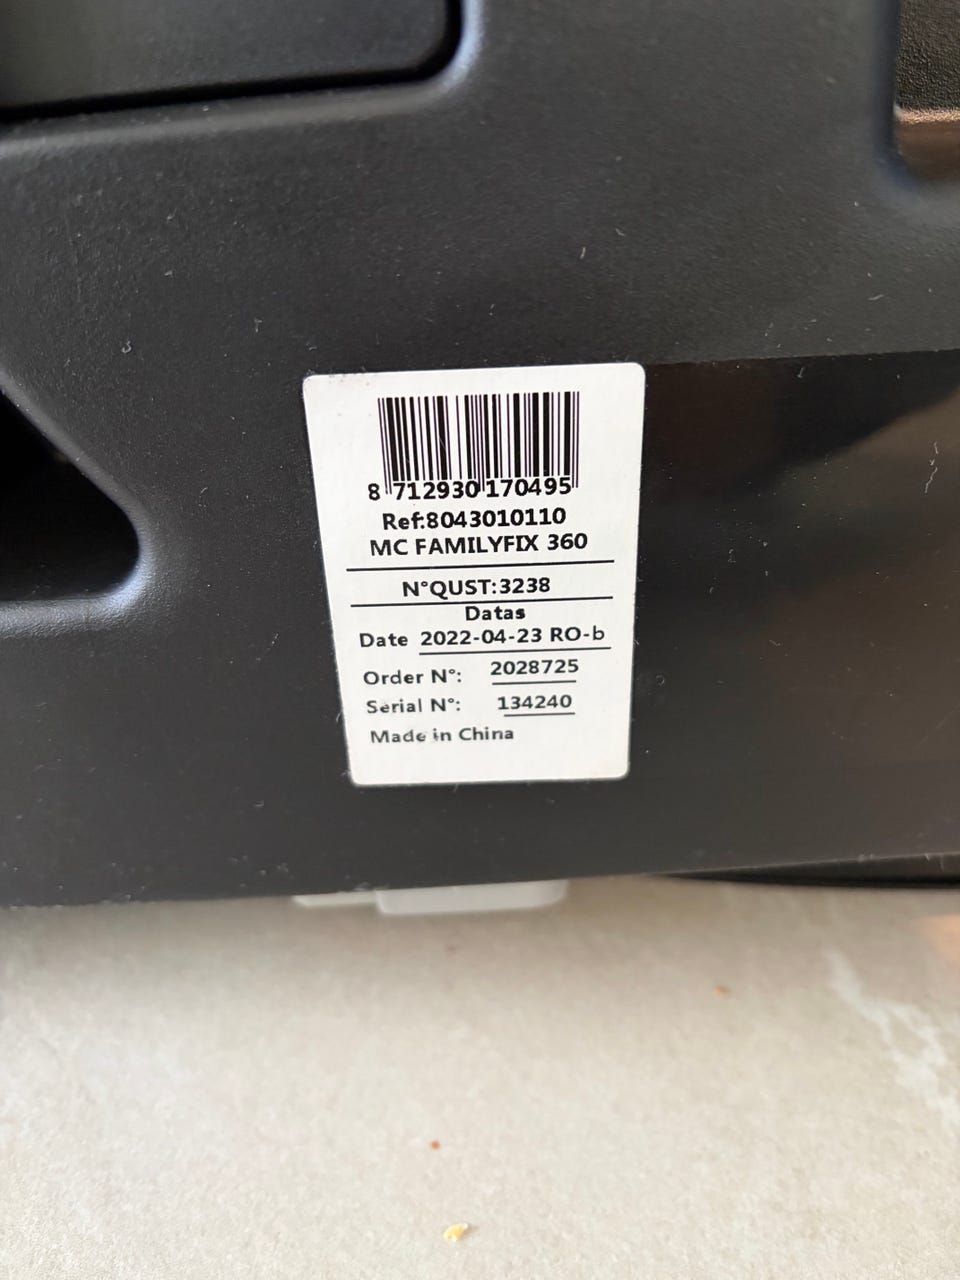 8 712930 170495
Ref:8043010110
MC FAMILYFIX 360
N°QUST:3238
Datas
Date 2022-04-23 RO-b
Order N°: 2028725
Serial N°: 134240
Made in China